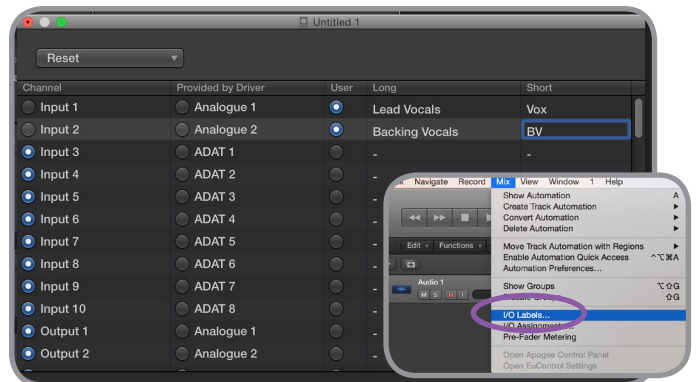 Untitled 1
Reset
Channel Provided by Driver User Long Short
Input 1 Analogue 1 Lead Vocals Vox
Input 2 Analogue 2 Backing Vocals BV
Input 3 ADAT 1 - -
Input 4 ADAT 2 -
Input 5 ADAT 3 -
Input 6 ADAT 4 -
Input 7 ADAT 5 -
Input 8 ADAT 6 -
Input 9 ADAT 7 -
Input 10 ADAT 8 -
Output 1 Analogue 1 -
Output 2 Analogue 2 -
Navigate Record Mix View Window 1 Help
Show Automation A
Create Track Automation
Convert Automation
Delete Automation
Move Track Automation with Regions
Enable Automation Quick Access ^⌥⌘A
Automation Preferences...
Show Groups ⌥⇧G
⇧G
I/O Labels...
I/O Assignment
Pre-Fader Metering
Open Apogee Control Panel
Open EuControl Settings
Edit Functions
Audio 1
M S R I